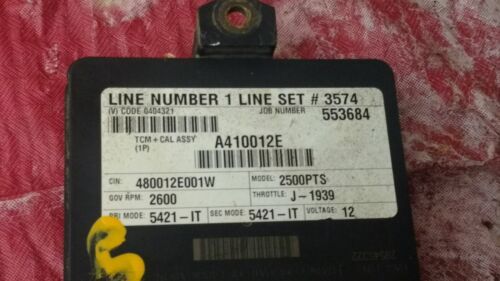 LINE NUMBER 1 LINE SET # 3574
(V) CODE 0404321 JOB NUMBER 553684
TCM + CAL ASSY A410012E
(1P)
CIN: 480012E001W MODEL: 2500PTS
GOV RPM: 2600 THROTTLE: J-1939
PRI MODE: 5421-IT SEC MODE: 5421-IT VOLTAGE: 12